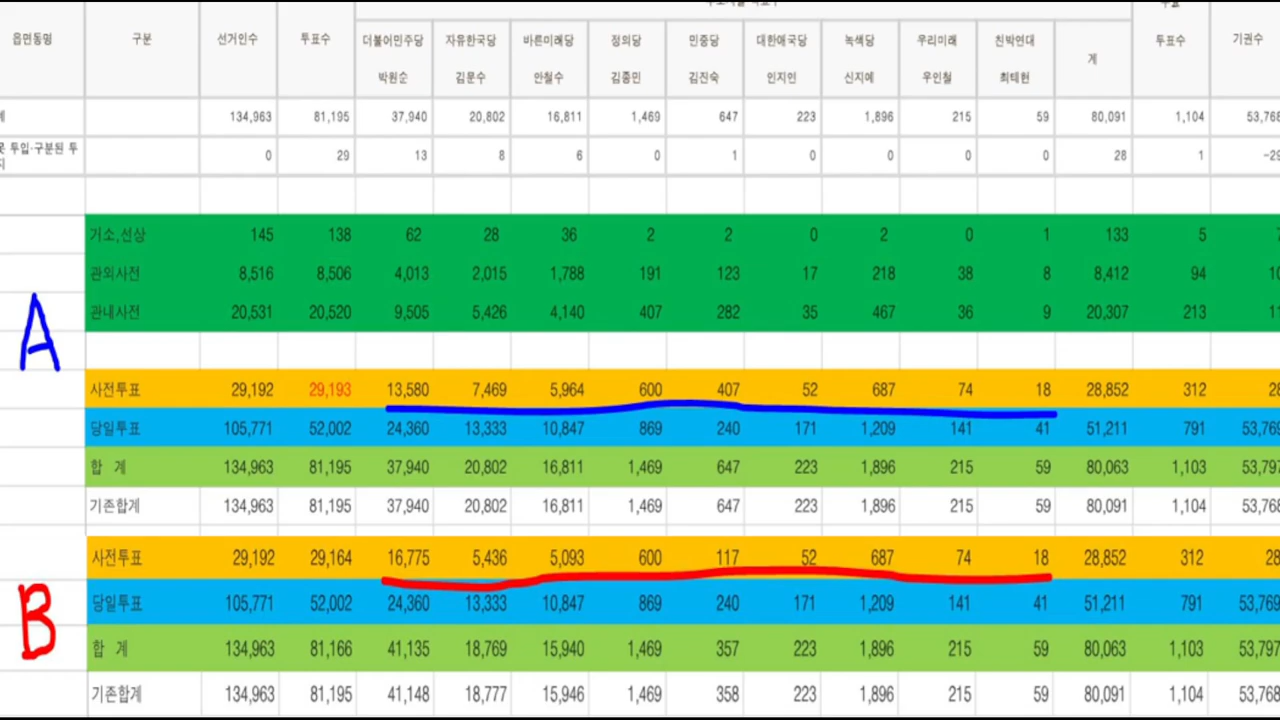 읍면동명 구분 선거인수 투표수 더불어민주당 박원순 자유한국당 김문수 바른미래당 안철수 정의당 김종민 민중당 김진숙 대한애국당 인지연 녹색당 신지예 우리미래 우인철 친박연대 최태현 계 투표수 기권수
134,963 81,195 37,940 20,802 16,811 1,469 647 223 1,896 215 59 80,091 1,104 53,768
투입·구분된 투 0 29 13 8 6 0 1 0 0 0 0 28 1 -29
지
거소,선상 145 138 62 28 36 2 2 0 2 0 1 133 5
관외사전 8,516 8,506 4,013 2,015 1,788 191 123 17 218 38 8 8,412 94 10
A
관내사전 20,531 20,520 9,505 5,426 4,140 407 282 35 467 36 9 20,307 213 11
사전투표 29,192 29,193 13,580 7,469 5,964 600 407 52 687 74 18 28,852 312 28
당일투표 105,771 52,002 24,360 13,333 10,847 869 240 171 1,209 141 41 51,211 791 53,769
합 계 134,963 81,195 37,940 20,802 16,811 1,469 647 223 1,896 215 59 80,063 1,103 53,797
기존합계 134,963 81,195 37,940 20,802 16,811 1,469 647 223 1,896 215 59 80,091 1,104 53,768
사전투표 29,192 29,164 16,775 5,436 5,093 600 117 52 687 74 18 28,852 312 28
B
당일투표 105,771 52,002 24,360 13,333 10,847 869 240 171 1,209 141 41 51,211 791 53,769
합 계 134,963 81,166 41,135 18,769 15,940 1,469 357 223 1,896 215 59 80,063 1,103 53,797
기존합계 134,963 81,195 41,148 18,777 15,946 1,469 358 223 1,896 215 59 80,091 1,104 53,768